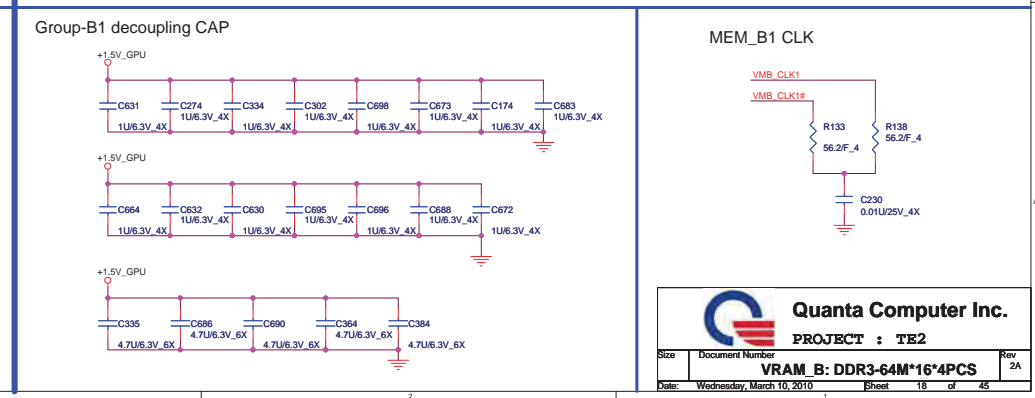 Group-B1 decoupling CAP
+1.5V_GPU
C631 C274 C334 C302 C698 C673 C174 C683
1U/6.3V_4X 1U/6.3V_4X 1U/6.3V_4X 1U/6.3V_4X
1U/6.3V_4X 1U/6.3V_4X 1U/6.3V_4X 1U/6.3V_4X
+1.5V_GPU
C664 C632 C630 C695 C696 C688 C672
1U/6.3V_4X 1U/6.3V_4X 1U/6.3V_4X
1U/6.3V_4X 1U/6.3V_4X 1U/6.3V_4X 1U/6.3V_4X
+1.5V_GPU
C335 C686 C690 C364 C384
4.7U/6.3V_6X 4.7U/6.3V_6X
4.7U/6.3V_6X 4.7U/6.3V_6X 4.7U/6.3V_6X
MEM_B1 CLK
VMB_CLK1
VMB_CLK1#
R133
56.2/F_4
R138
56.2/F_4
C230
0.01U/25V_4X
Quanta Computer Inc.
PROJECT : TE2
Size Document Number Rev
VRAM_B: DDR3-64M*16*4PCS 2A
Date: Wednesday, March 10, 2010 Sheet 18 of 45
2 1